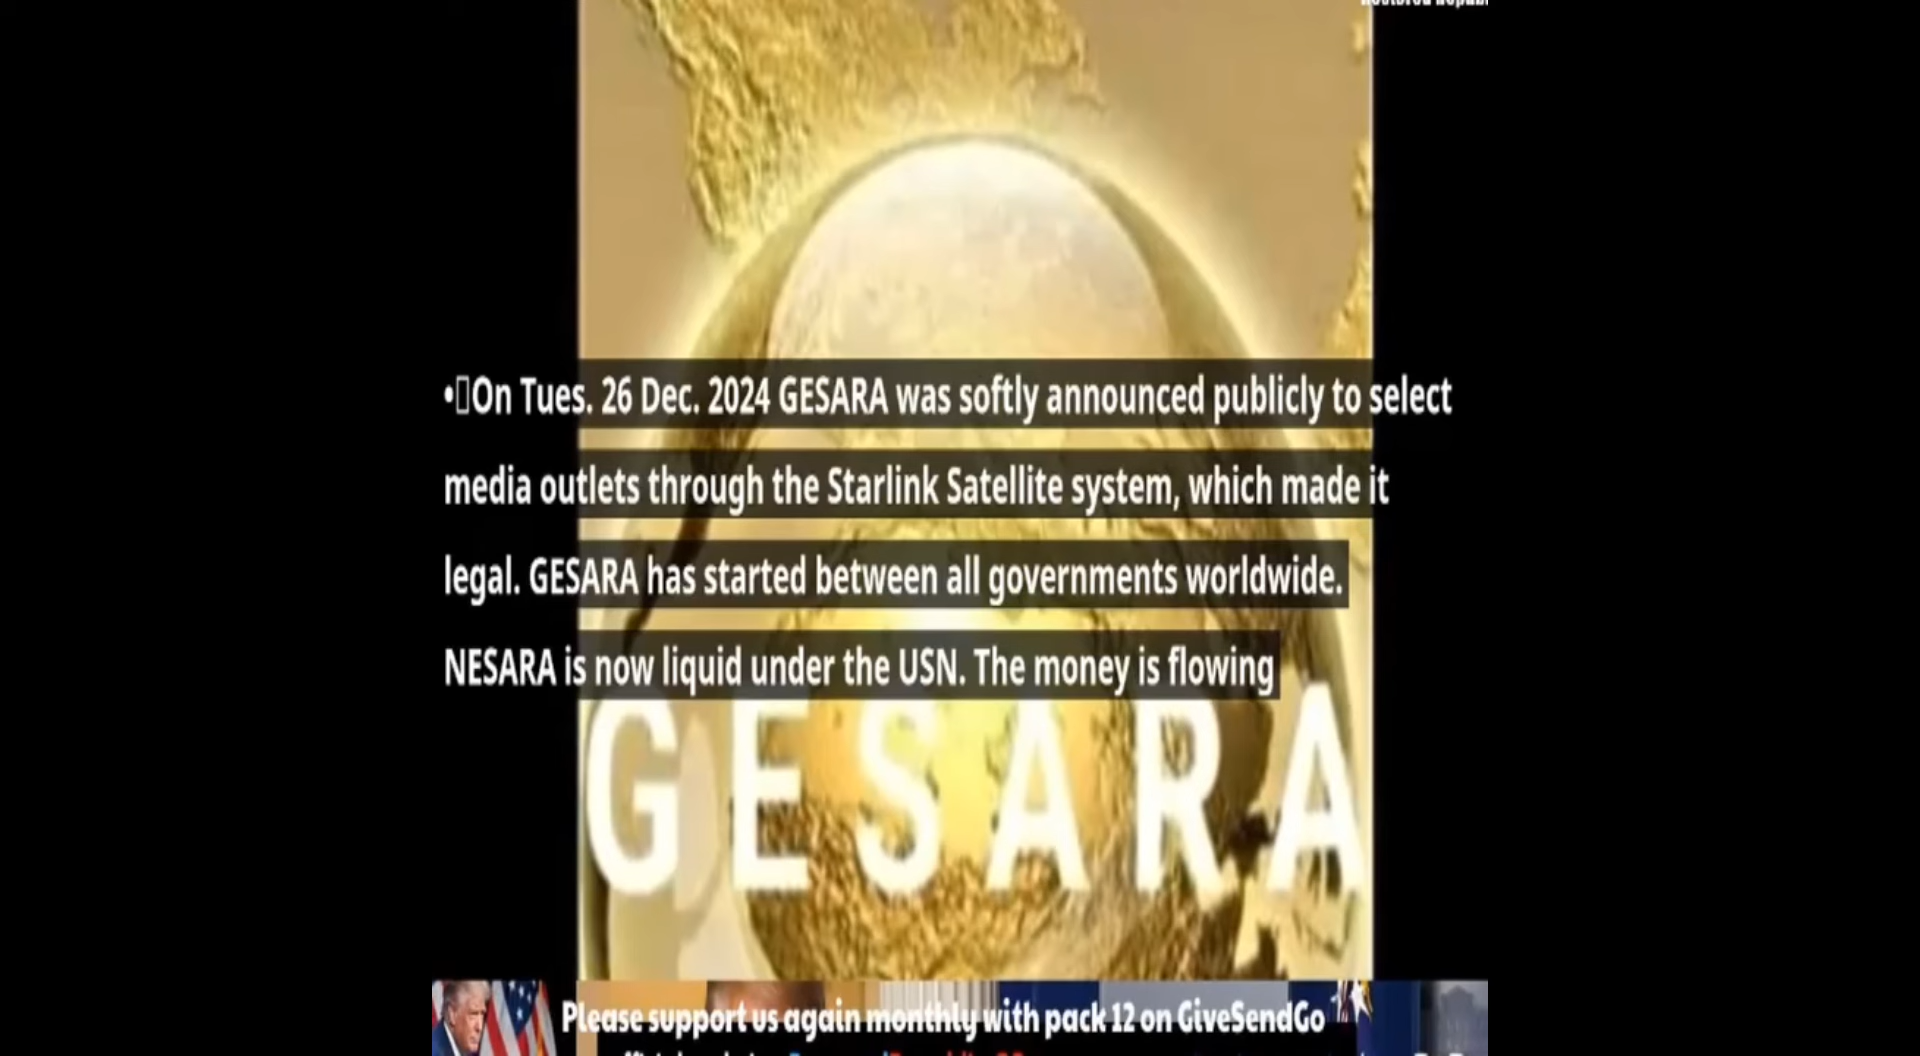 •▯On Tues. 26 Dec. 2024 GESARA was softly announced publicly to select
media outlets through the Starlink Satellite system, which made it
legal. GESARA has started between all governments worldwide.
NESARA is now liquid under the USN. The money is flowing
GESARA
Please support us again monthly with pack 12 on GiveSendGo